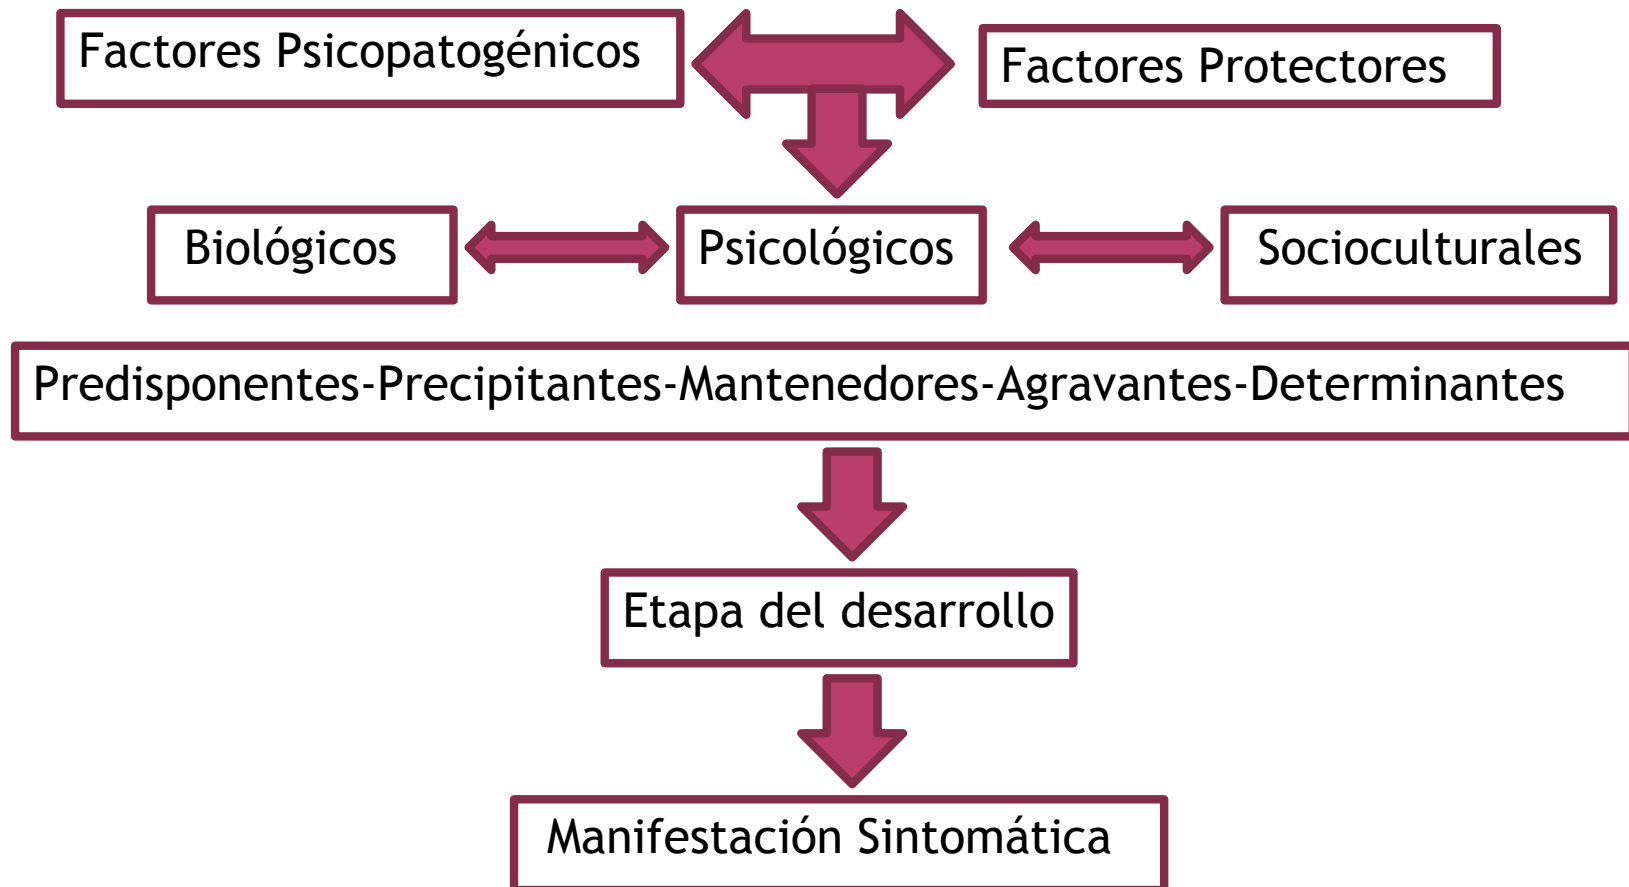 Factores Psicopatogénicos
Factores Protectores
Biológicos
Psicológicos
Socioculturales
Predisponentes-Precipitantes-Mantenedores-Agravantes-Determinantes
Etapa del desarrollo
Manifestación Sintomática